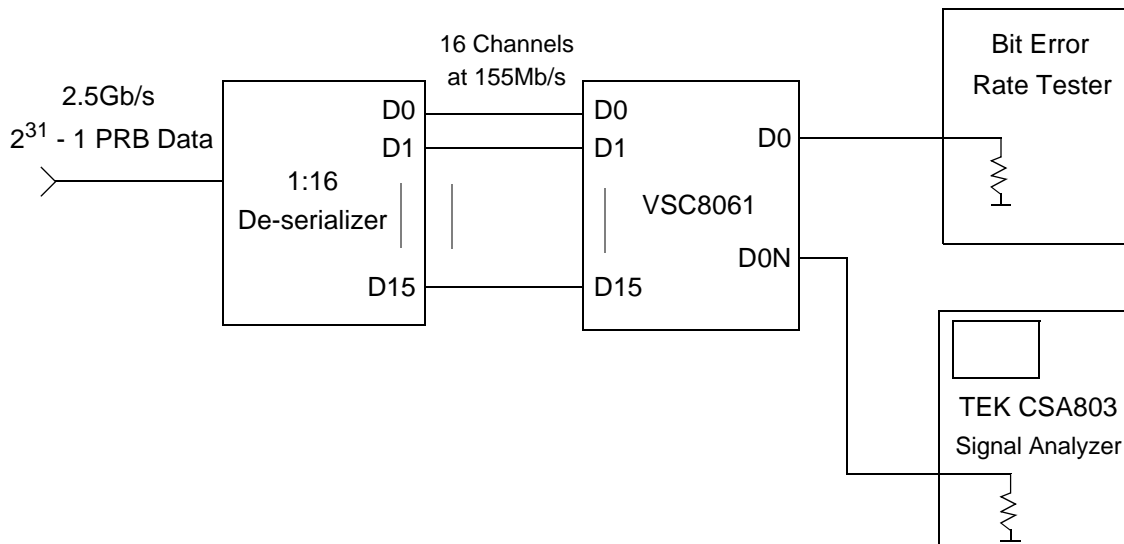 2.5Gb/s
2^31 - 1 PRB Data
1:16
De-serializer
D0
D1
D15
16 Channels
at 155Mb/s
D0
D1
D15
VSC8061
D0
D0N
Bit Error
Rate Tester
TEK CSA803
Signal Analyzer